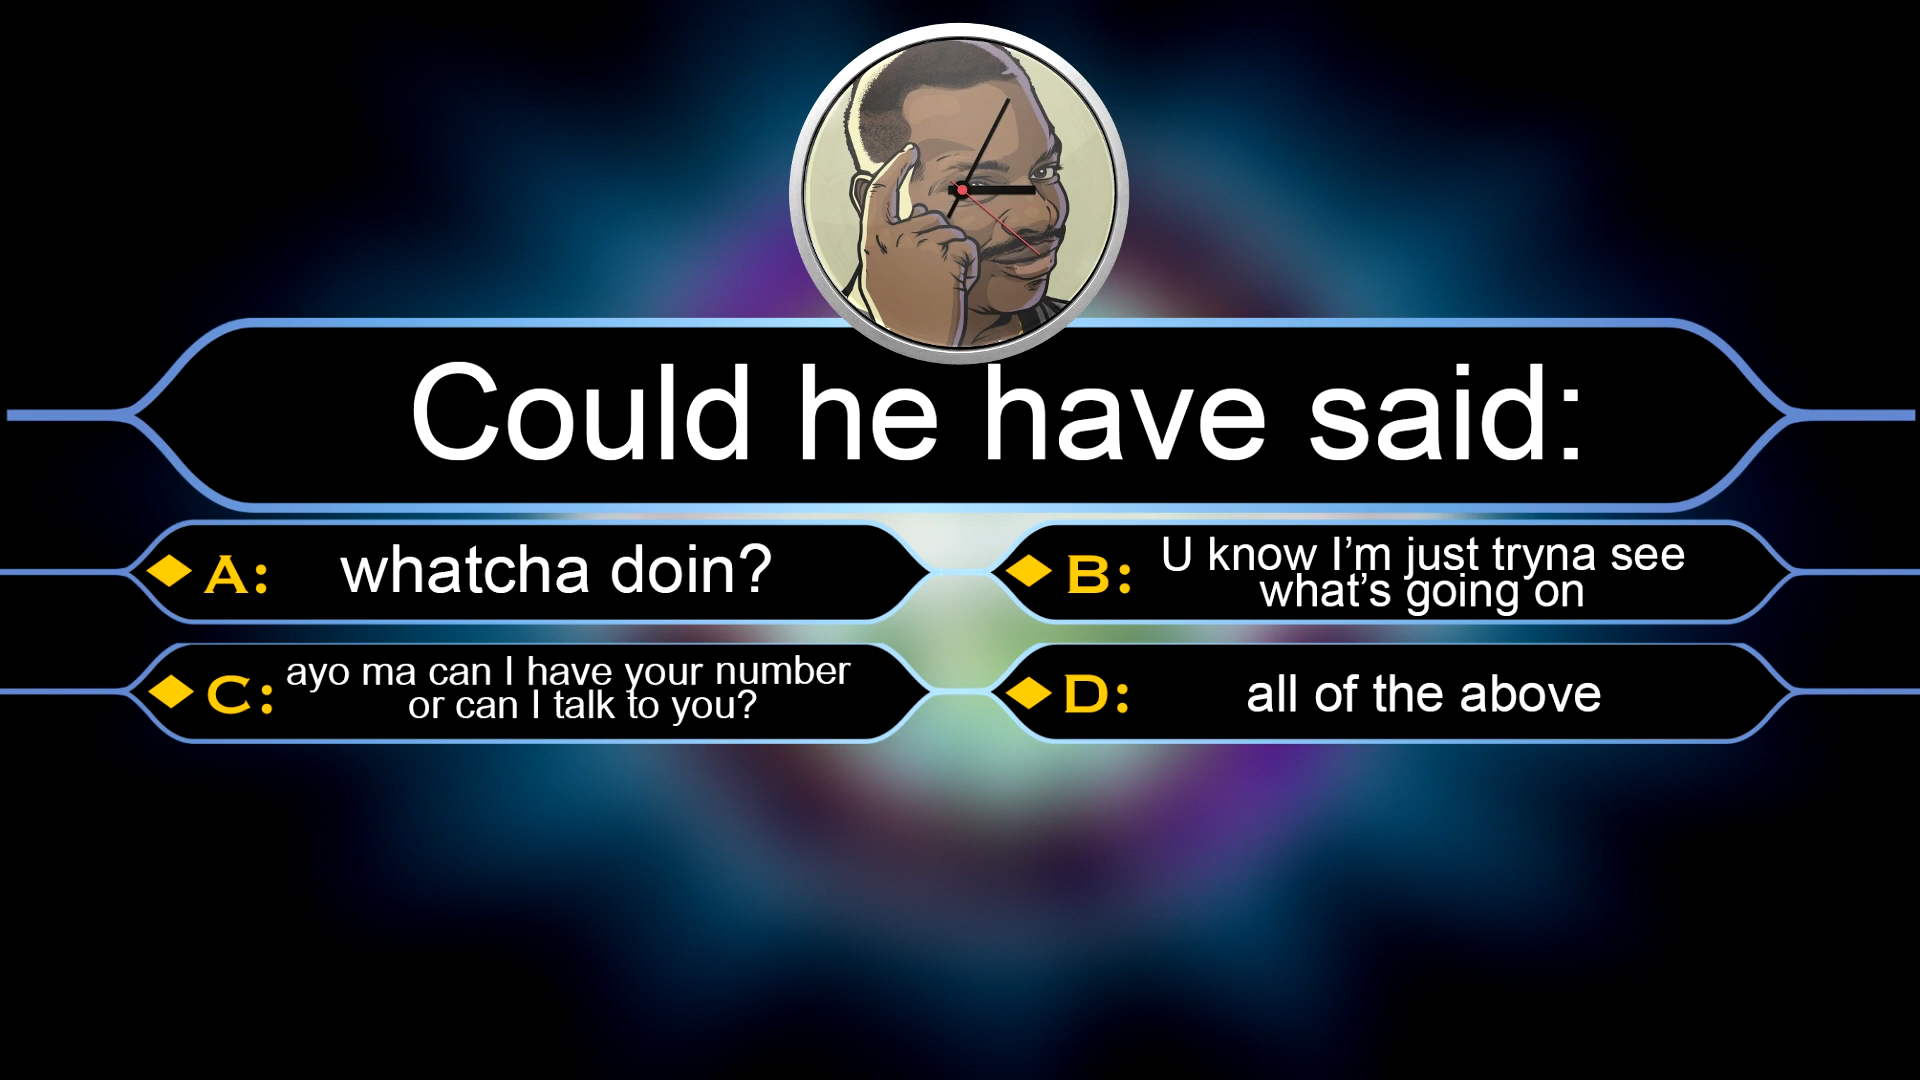 Could he have said:
A: whatcha doin?
B: U know I’m just tryna see
what’s going on
C: ayo ma can I have your number
or can I talk to you?
D: all of the above